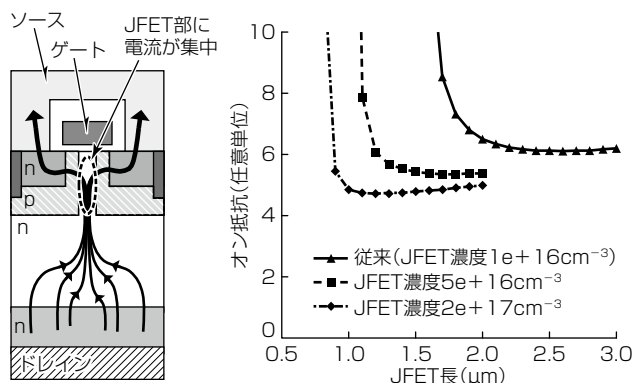 ソース
JFET部に
電流が集中
ゲート
n
p
n
n
ドレイン
オン抵抗(任意単位)
10
8
6
4
2
0
従来(JFET濃度1e+16cm⁻³)
JFET濃度5e+16cm⁻³
JFET濃度2e+17cm⁻³
0.5 1.0 1.5 2.0 2.5 3.0
JFET長(μm)